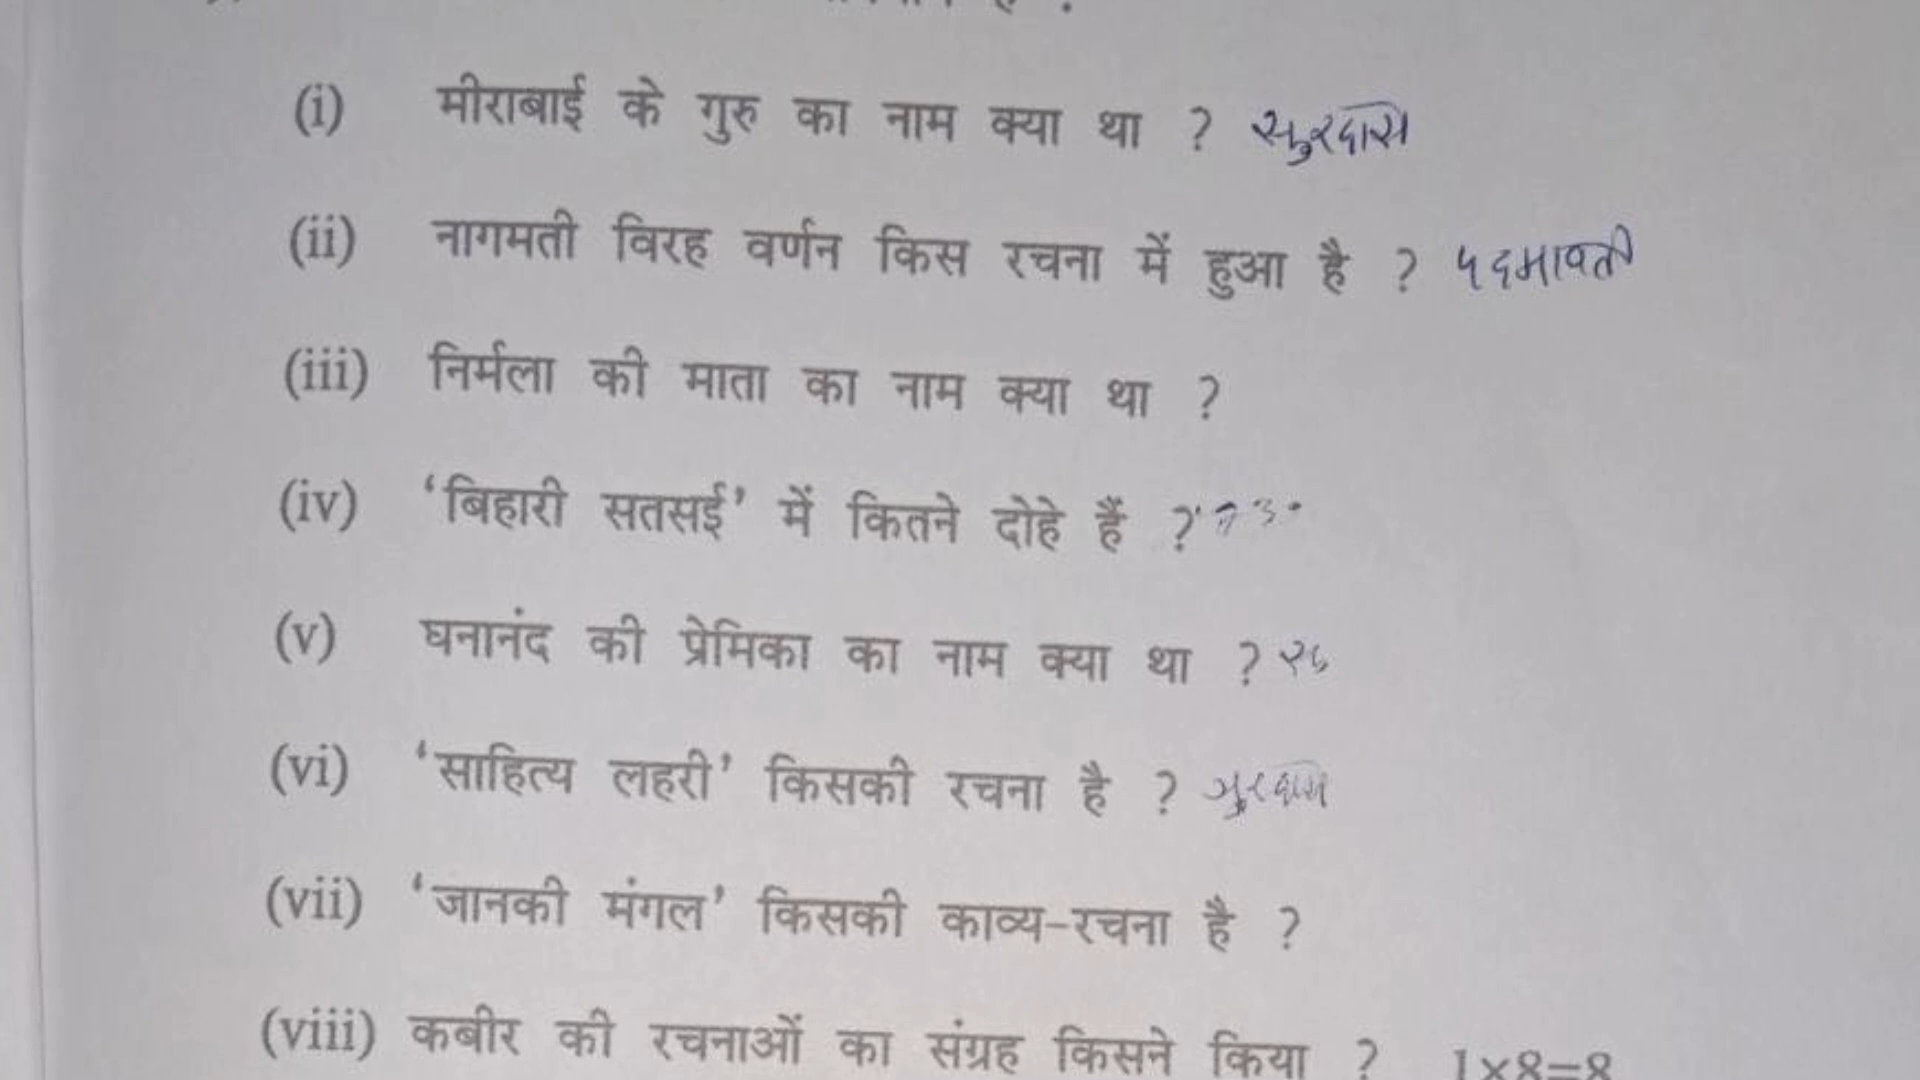 (i) मीराबाई के गुरु का नाम क्या था ? सुरदास
(ii) नागमती विरह वर्णन किस रचना में हुआ है ? पदमावती
(iii) निर्मला की माता का नाम क्या था ?
(iv) ‘बिहारी सतसई’ में कितने दोहे हैं ?
(v) घनानंद की प्रेमिका का नाम क्या था ?
(vi) ‘साहित्य लहरी’ किसकी रचना है ? सुरदास
(vii) ‘जानकी मंगल’ किसकी काव्य-रचना है ?
(viii) कबीर की रचनाओं का संग्रह किसने किया ? 1×8=8